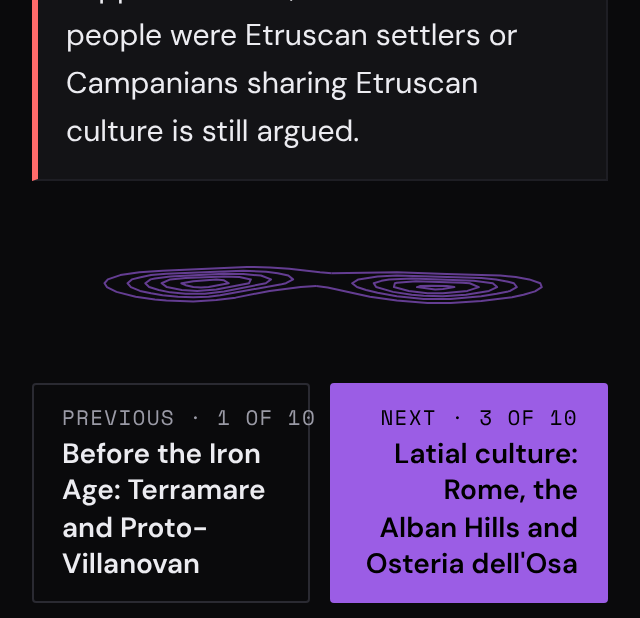 people were Etruscan settlers or
Campanians sharing Etruscan
culture is still argued.
PREVIOUS · 1 OF 10
Before the Iron
Age: Terramare
and Proto-
Villanovan
NEXT · 3 OF 10
Latial culture:
Rome, the
Alban Hills and
Osteria dell'Osa